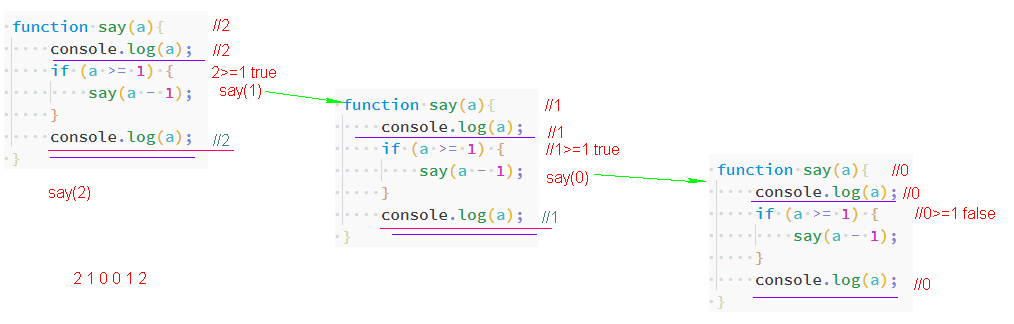 function say(a){ //2
console.log(a); //2
if (a >= 1) { 2>=1 true
say(a - 1); say(1)
}
console.log(a); //2
}
say(2)
2 1 0 0 1 2
function say(a){ //1
console.log(a); //1
if (a >= 1) { //1>=1 true
say(a - 1); say(0)
}
console.log(a); //1
}
function say(a){ //0
console.log(a); //0
if (a >= 1) { //0>=1 false
say(a - 1);
}
console.log(a); //0
}